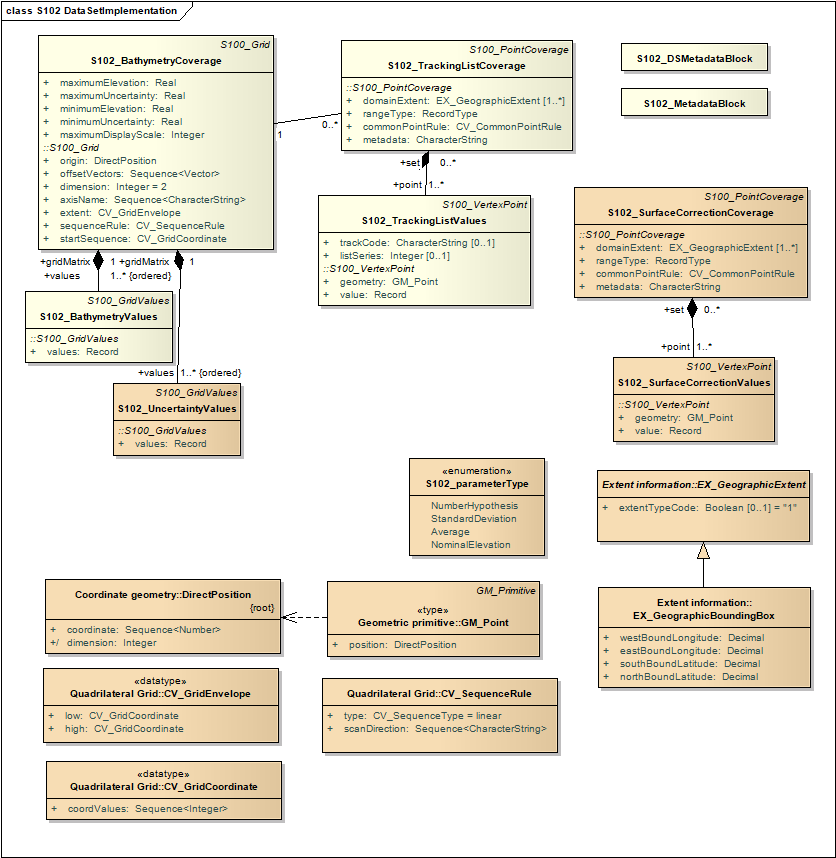 class S102 DataSetImplementation
S100_Grid
S102_BathymetryCoverage
+ maximumElevation: Real
+ maximumUncertainty: Real
+ minimumElevation: Real
+ minimumUncertainty: Real
+ maximumDisplayScale: Integer
::S100_Grid
+ origin: DirectPosition
+ offsetVectors: Sequence<Vector>
+ dimension: Integer = 2
+ axisName: Sequence<CharacterString>
+ extent: CV_GridEnvelope
+ sequenceRule: CV_SequenceRule
+ startSequence: CV_GridCoordinate
1
0..*
S100_PointCoverage
S102_TrackingListCoverage
::S100_PointCoverage
+ domainExtent: EX_GeographicExtent [1..*]
+ rangeType: RecordType
+ commonPointRule: CV_CommonPointRule
+ metadata: CharacterString
S102_DSMetadataBlock
S102_MetadataBlock
+set 0..*
+point 1..*
S100_VertexPoint
S102_TrackingListValues
+ trackCode: CharacterString [0..1]
+ listSeries: Integer [0..1]
::S100_VertexPoint
+ geometry: GM_Point
+ value: Record
S100_PointCoverage
S102_SurfaceCorrectionCoverage
::S100_PointCoverage
+ domainExtent: EX_GeographicExtent [1..*]
+ rangeType: RecordType
+ commonPointRule: CV_CommonPointRule
+ metadata: CharacterString
+set 0..*
+point 1..*
S100_VertexPoint
S102_SurfaceCorrectionValues
::S100_VertexPoint
+ geometry: GM_Point
+ value: Record
+gridMatrix 1 +gridMatrix 1
+values 1..* {ordered}
S100_GridValues
S102_BathymetryValues
::S100_GridValues
+ values: Record
+values 1..* {ordered}
S100_GridValues
S102_UncertaintyValues
::S100_GridValues
+ values: Record
«enumeration»
S102_parameterType
NumberHypothesis
StandardDeviation
Average
NominalElevation
Extent information::EX_GeographicExtent
+ extentTypeCode: Boolean [0..1] = "1"
Extent information::
EX_GeographicBoundingBox
+ westBoundLongitude: Decimal
+ eastBoundLongitude: Decimal
+ southBoundLatitude: Decimal
+ northBoundLatitude: Decimal
Coordinate geometry::DirectPosition
{root}
+ coordinate: Sequence<Number>
+/ dimension: Integer
GM_Primitive
«type»
Geometric primitive::GM_Point
+ position: DirectPosition
«datatype»
Quadrilateral Grid::CV_GridEnvelope
+ low: CV_GridCoordinate
+ high: CV_GridCoordinate
Quadrilateral Grid::CV_SequenceRule
+ type: CV_SequenceType = linear
+ scanDirection: Sequence<CharacterString>
«datatype»
Quadrilateral Grid::CV_GridCoordinate
+ coordValues: Sequence<Integer>